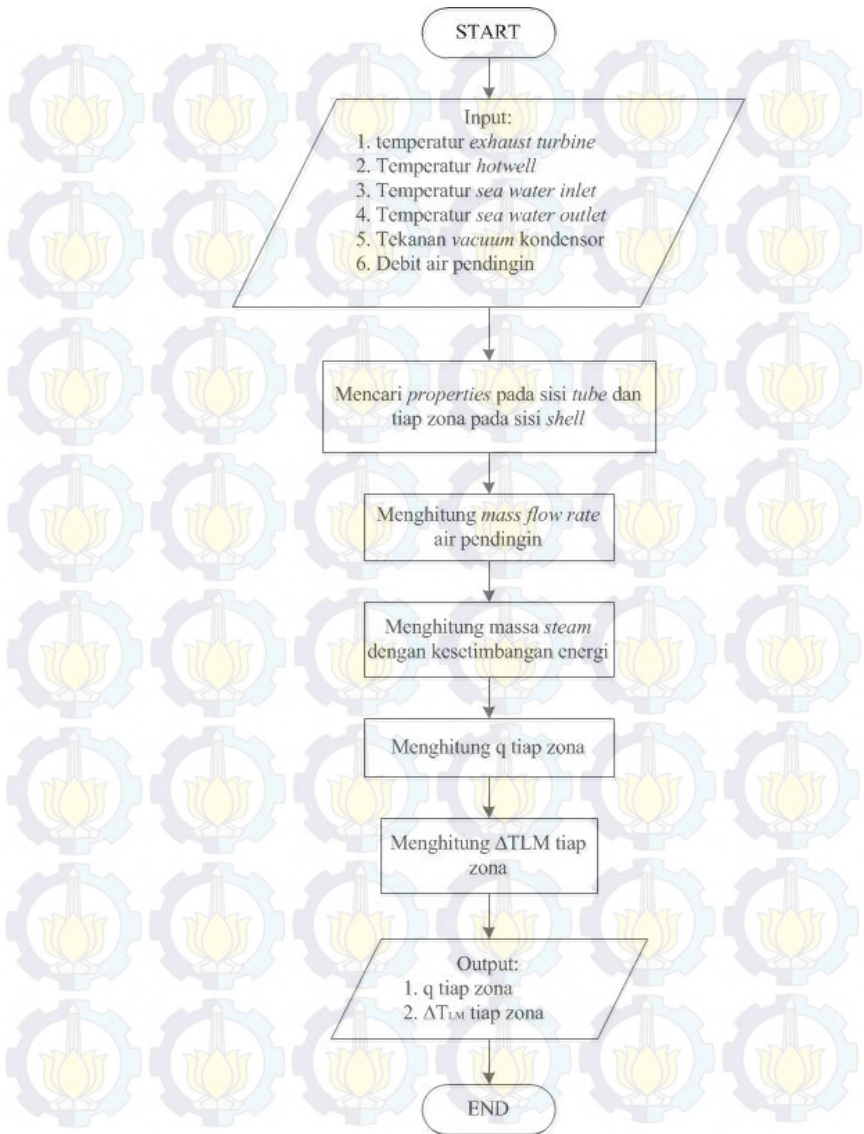 START
Input:
1. temperatur exhaust turbine
2. Temperatur hotwell
3. Temperatur sea water inlet
4. Temperatur sea water outlet
5. Tekanan vacuum kondensor
6. Debit air pendingin
Mencari properties pada sisi tube dan
tiap zona pada sisi shell
Menghitung mass flow rate
air pendingin
Menghitung massa steam
dengan kesetimbangan energi
Menghitung q tiap zona
Menghitung ΔTLM tiap
zona
Output:
1. q tiap zona
2. ΔTLM tiap zona
END